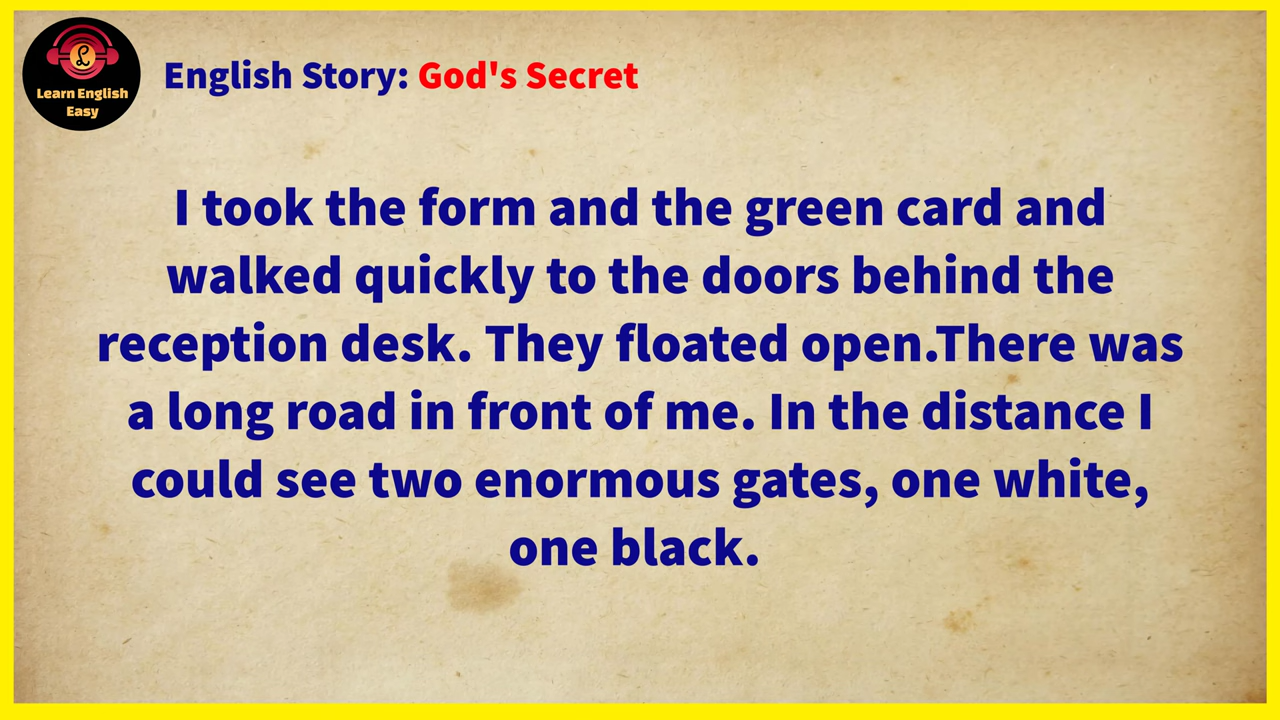 Learn English
Easy
English Story: God's Secret
I took the form and the green card and
walked quickly to the doors behind the
reception desk. They floated open.There was
a long road in front of me. In the distance I
could see two enormous gates, one white,
one black.